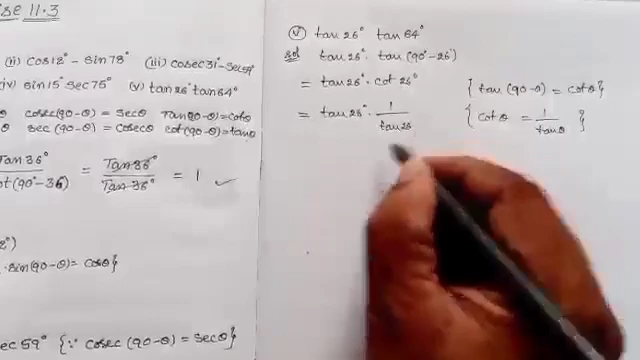 11.3
(ii) cos12° - sin78° (iii) cosec31° - sec59°
(iv) sin15° sec75° (v) tan26° tan64°
cosec(90-θ) = secθ Tan(90-θ) = cotθ
θ sec(90-θ) = cosecθ cot(90-θ) = tanθ
Tan36° / cot(90°-36) = Tan36° / Tan36° = 1 ✓
2°)
sin(90-θ) = cosθ}
sec59° {∵ cosec(90-θ) = secθ}
(v) tan26° tan64°
Sol tan26° · tan(90°-26)
= tan26° · cot26° {tan(90-θ) = cotθ}
= tan26° · 1/tan26 {cotθ = 1/tanθ}